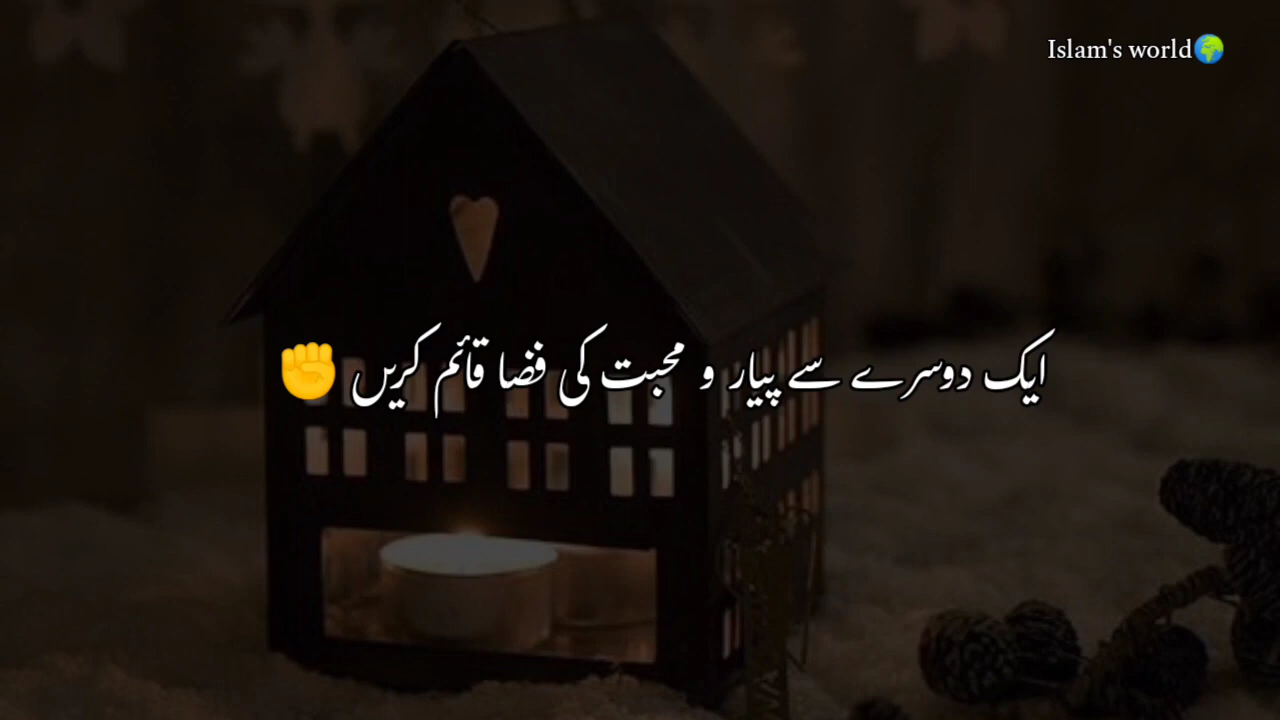 Islam's world🌍
ایک دوسرے سے پیار و محبت کی فضا قائم کریں ✊